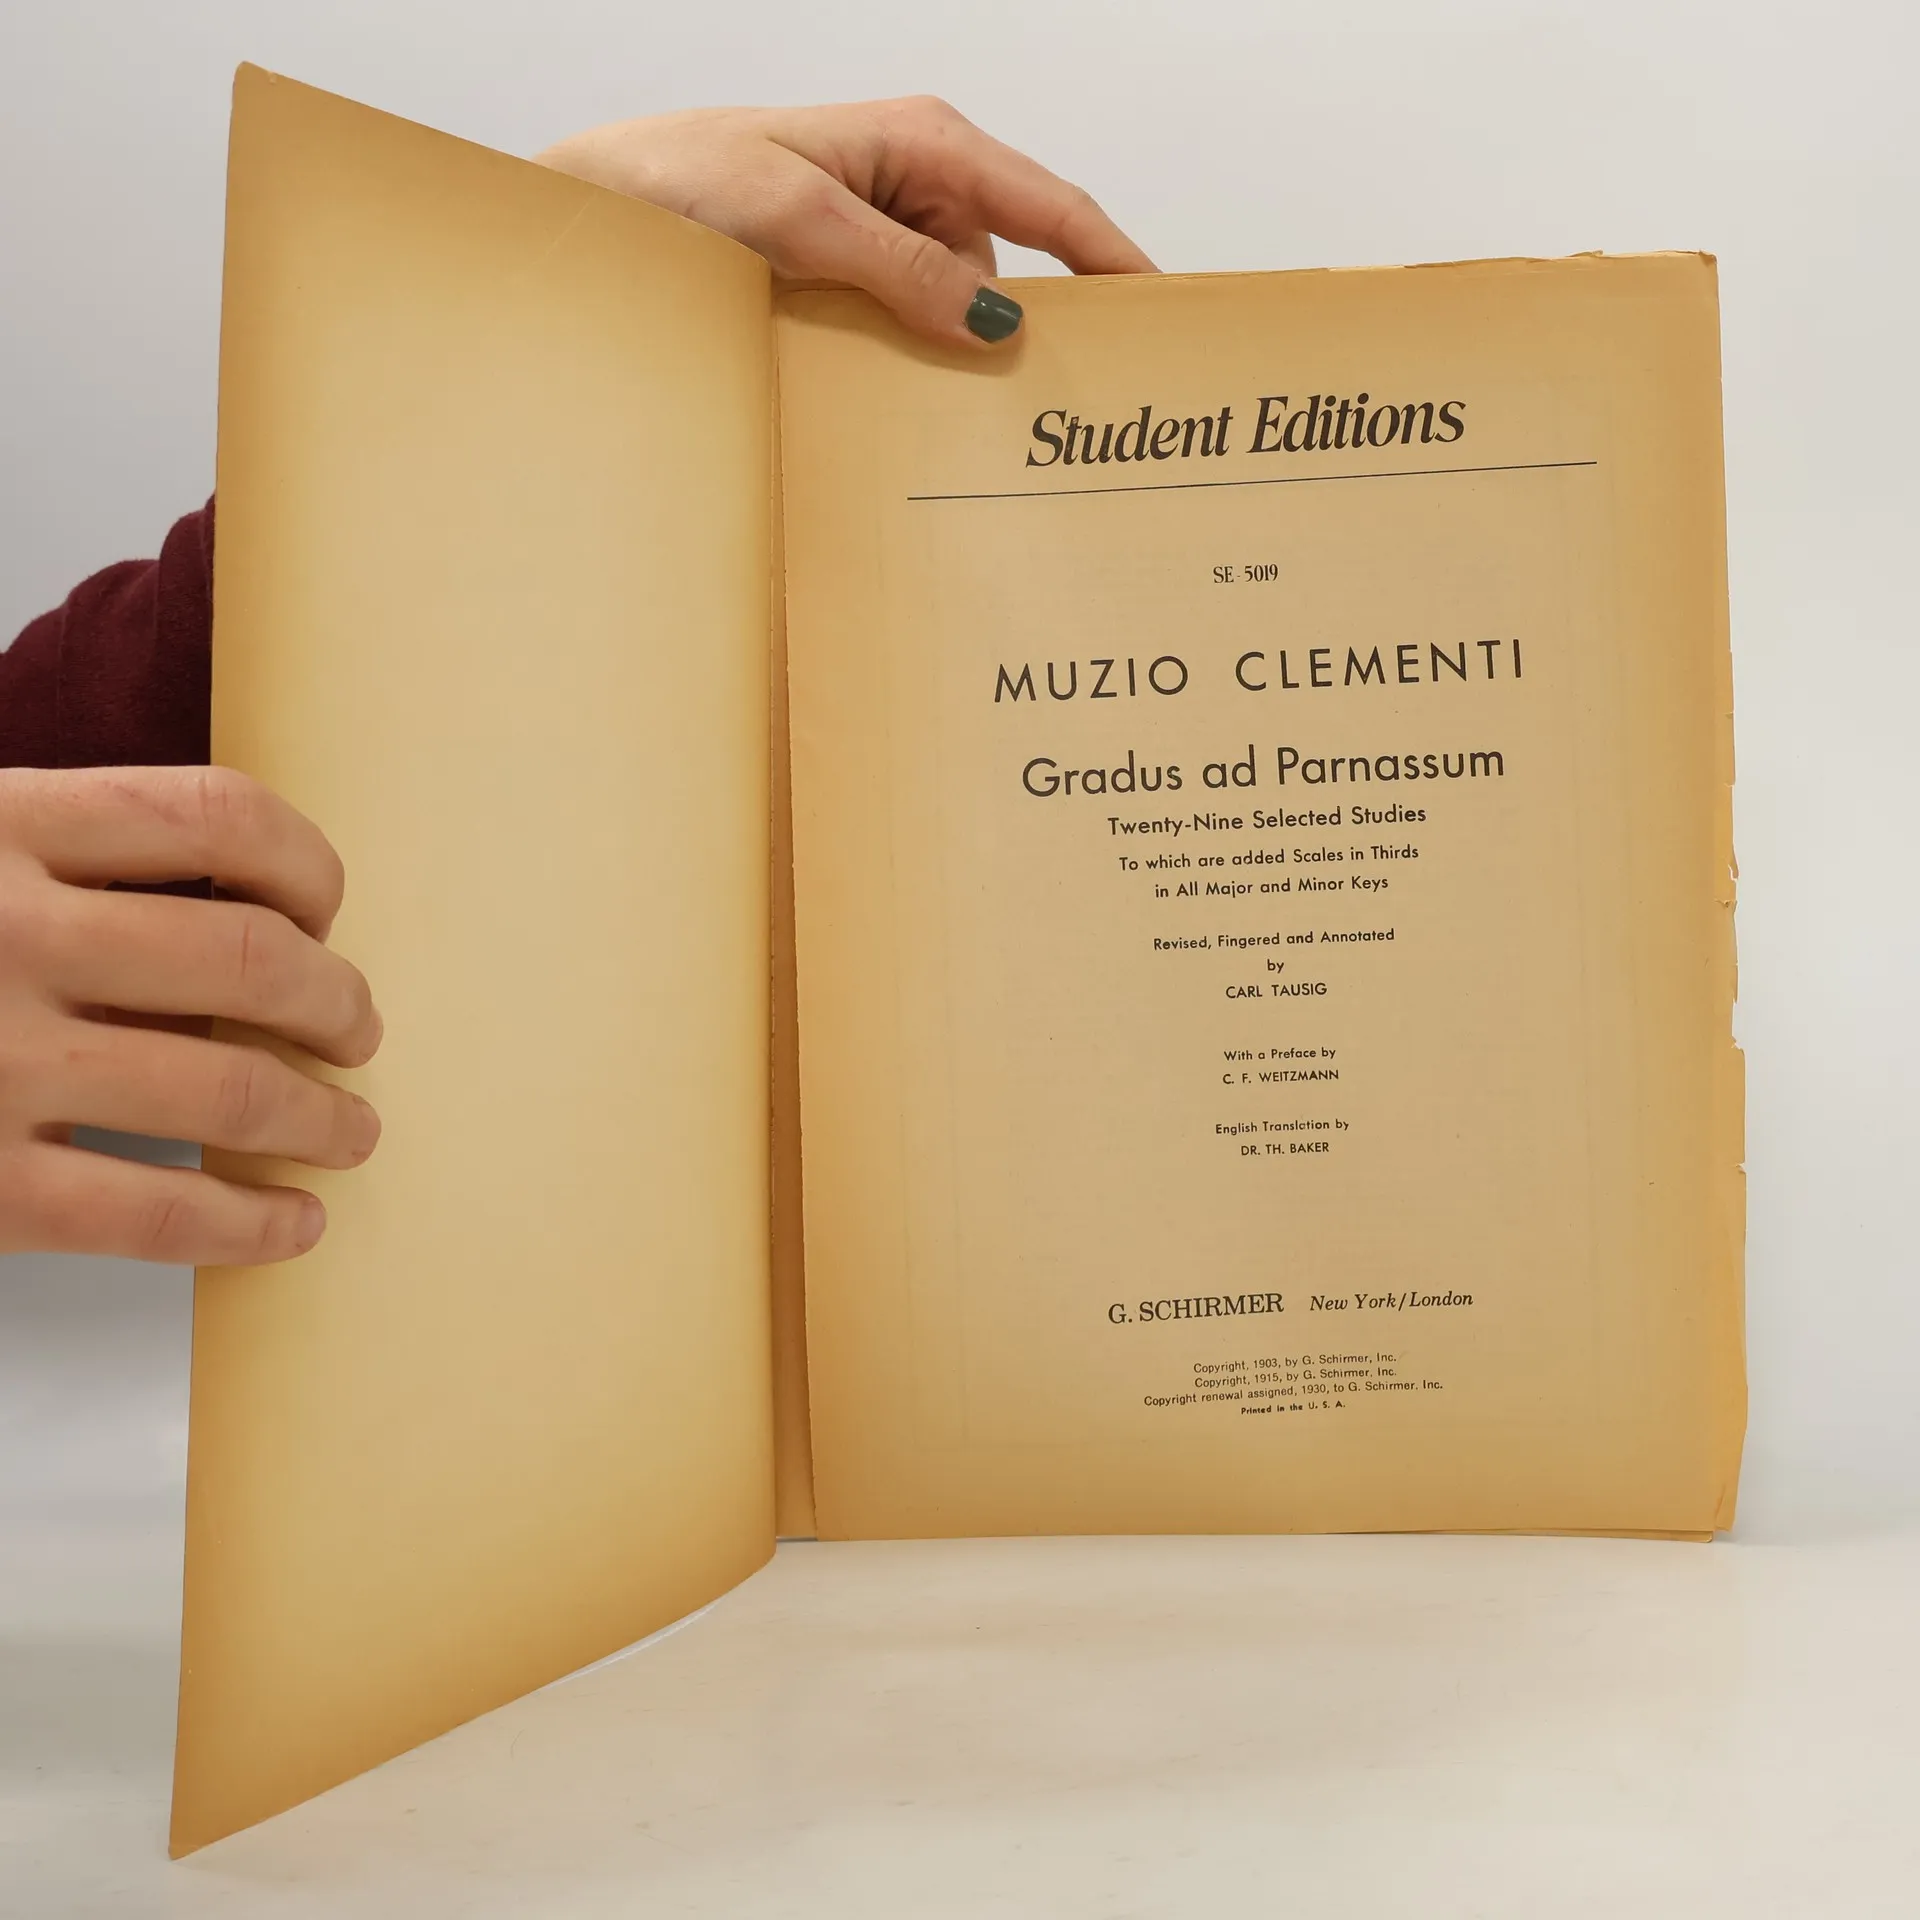 Student Editions
SE-5019
MUZIO CLEMENTI
Gradus ad Parnassum
Twenty-Nine Selected Studies
To which are added Scales in Thirds
in All Major and Minor Keys
Revised, Fingered and Annotated
by
CARL TAUSIG
With a Preface by
C. F. WEITZMANN
English Translation by
DR. TH. BAKER
G. SCHIRMER New York/London
Copyright, 1903, by G. Schirmer, Inc.
Copyright, 1915, by G. Schirmer, Inc.
Copyright renewal assigned, 1930, to G. Schirmer, Inc.
Printed in the U. S. A.